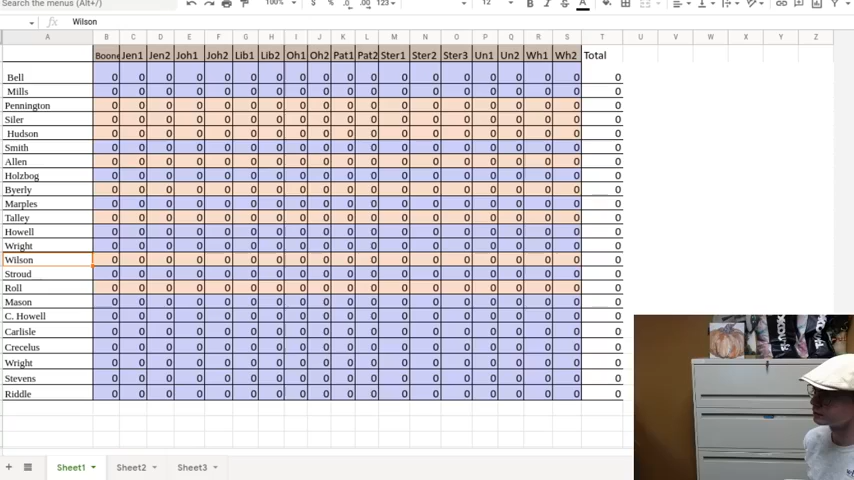 Search the menus (Alt+/) 100% $ % .0 .00 123 12 B I S A
fx Wilson
A B C D E F G H I J K L M N O P Q R S T U V W X Y Z
Boone Jen1 Jen2 Joh1 Joh2 Lib1 Lib2 Oh1 Oh2 Pat1 Pat2 Ster1 Ster2 Ster3 Un1 Un2 Wh1 Wh2 Total
Bell 0 0 0 0 0 0 0 0 0 0 0 0 0 0 0 0 0 0 0
Mills 0 0 0 0 0 0 0 0 0 0 0 0 0 0 0 0 0 0 0
Pennington 0 0 0 0 0 0 0 0 0 0 0 0 0 0 0 0 0 0 0
Siler 0 0 0 0 0 0 0 0 0 0 0 0 0 0 0 0 0 0 0
Hudson 0 0 0 0 0 0 0 0 0 0 0 0 0 0 0 0 0 0 0
Smith 0 0 0 0 0 0 0 0 0 0 0 0 0 0 0 0 0 0 0
Allen 0 0 0 0 0 0 0 0 0 0 0 0 0 0 0 0 0 0 0
Holzbog 0 0 0 0 0 0 0 0 0 0 0 0 0 0 0 0 0 0 0
Byerly 0 0 0 0 0 0 0 0 0 0 0 0 0 0 0 0 0 0 0
Marples 0 0 0 0 0 0 0 0 0 0 0 0 0 0 0 0 0 0 0
Talley 0 0 0 0 0 0 0 0 0 0 0 0 0 0 0 0 0 0 0
Howell 0 0 0 0 0 0 0 0 0 0 0 0 0 0 0 0 0 0 0
Wright 0 0 0 0 0 0 0 0 0 0 0 0 0 0 0 0 0 0 0
Wilson 0 0 0 0 0 0 0 0 0 0 0 0 0 0 0 0 0 0 0
Stroud 0 0 0 0 0 0 0 0 0 0 0 0 0 0 0 0 0 0 0
Roll 0 0 0 0 0 0 0 0 0 0 0 0 0 0 0 0 0 0 0
Mason 0 0 0 0 0 0 0 0 0 0 0 0 0 0 0 0 0 0 0
C. Howell 0 0 0 0 0 0 0 0 0 0 0 0 0 0 0 0 0 0 0
Carlisle 0 0 0 0 0 0 0 0 0 0 0 0 0 0 0 0 0 0 0
Crecelus 0 0 0 0 0 0 0 0 0 0 0 0 0 0 0 0 0 0 0
Wright 0 0 0 0 0 0 0 0 0 0 0 0 0 0 0 0 0 0 0
Stevens 0 0 0 0 0 0 0 0 0 0 0 0 0 0 0 0 0 0 0
Riddle 0 0 0 0 0 0 0 0 0 0 0 0 0 0 0 0 0 0 0
Sheet1 Sheet2 Sheet3